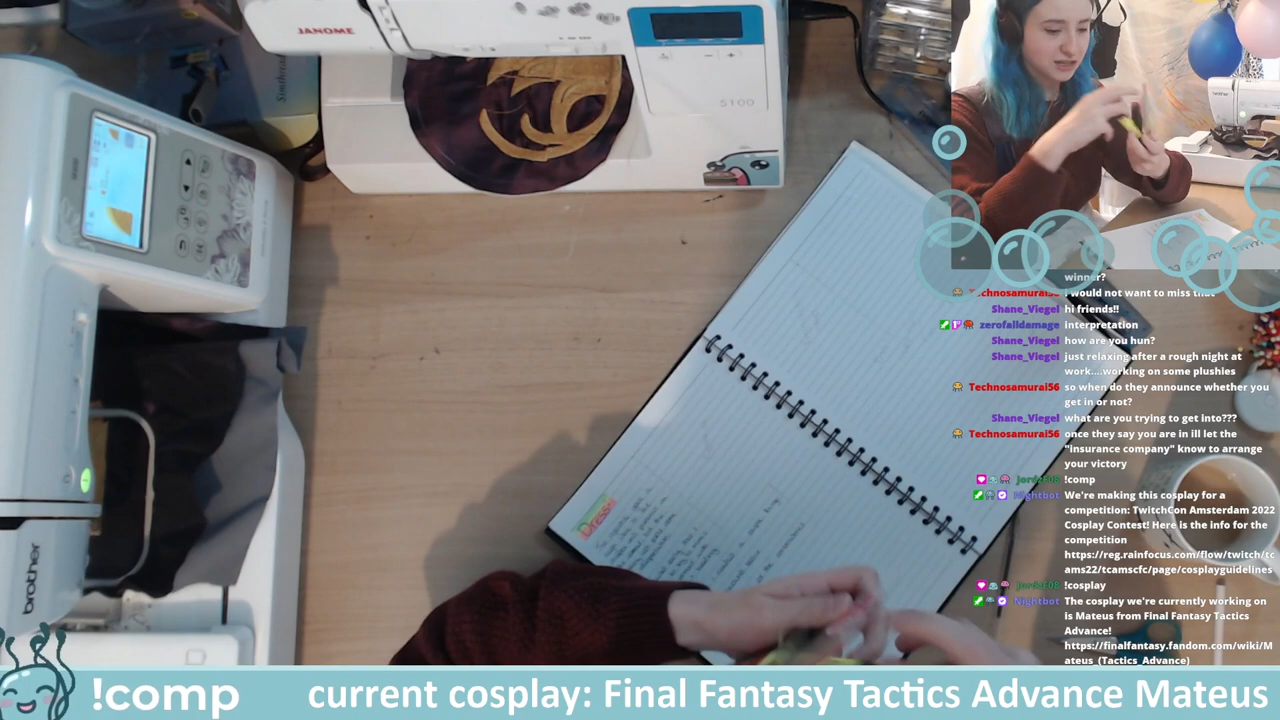 JANOME
5100
brother
Dress
winner?
Technosamurai56 i would not want to miss that
Shane_Viegel hi friends!!
zerofalldamage interpretation
Shane_Viegel how are you hun?
Shane_Viegel just relaxing after a rough night at
work....working on some plushies
Technosamurai56 so when do they announce whether you
get in or not?
Shane_Viegel what are you trying to get into???
Technosamurai56 once they say you are in ill let the
"insurance company" know to arrange
your victory
!comp
Nightbot We're making this cosplay for a
competition: TwitchCon Amsterdam 2022
Cosplay Contest! Here is the info for the
competition
https://reg.rainfocus.com/flow/twitch/tc
ams22/tcamscfc/page/cosplayguidelines
!cosplay
Nightbot The cosplay we're currently working on
is Mateus from Final Fantasy Tactics
Advance!
https://finalfantasy.fandom.com/wiki/M
ateus_(Tactics_Advance)
!comp current cosplay: Final Fantasy Tactics Advance Mateus